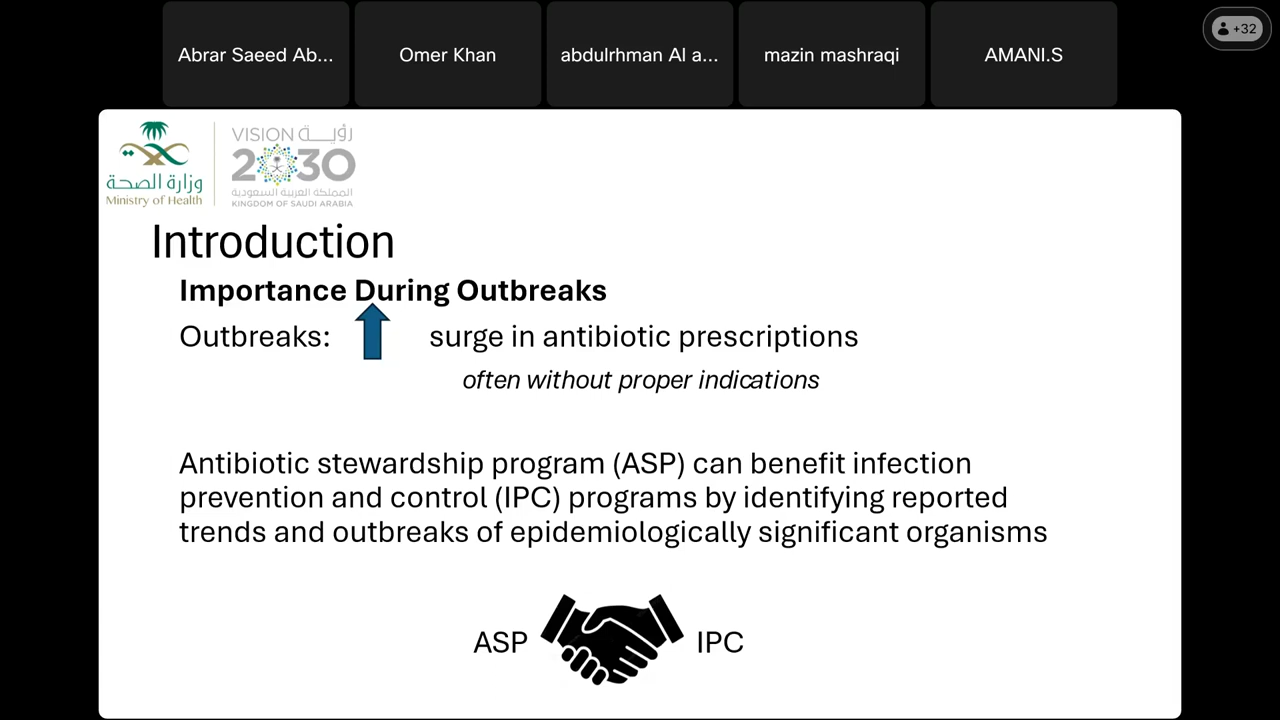 Abrar Saeed Ab...
Omer Khan
abdulrhman Al a...
mazin mashraqi
AMANI.S
+32
وزارة الصحة
Ministry of Health
VISION رؤيــــة
2030
المملكة العربية السعودية
KINGDOM OF SAUDI ARABIA
Introduction
Importance During Outbreaks
Outbreaks: surge in antibiotic prescriptions
often without proper indications
Antibiotic stewardship program (ASP) can benefit infection
prevention and control (IPC) programs by identifying reported
trends and outbreaks of epidemiologically significant organisms
ASP IPC